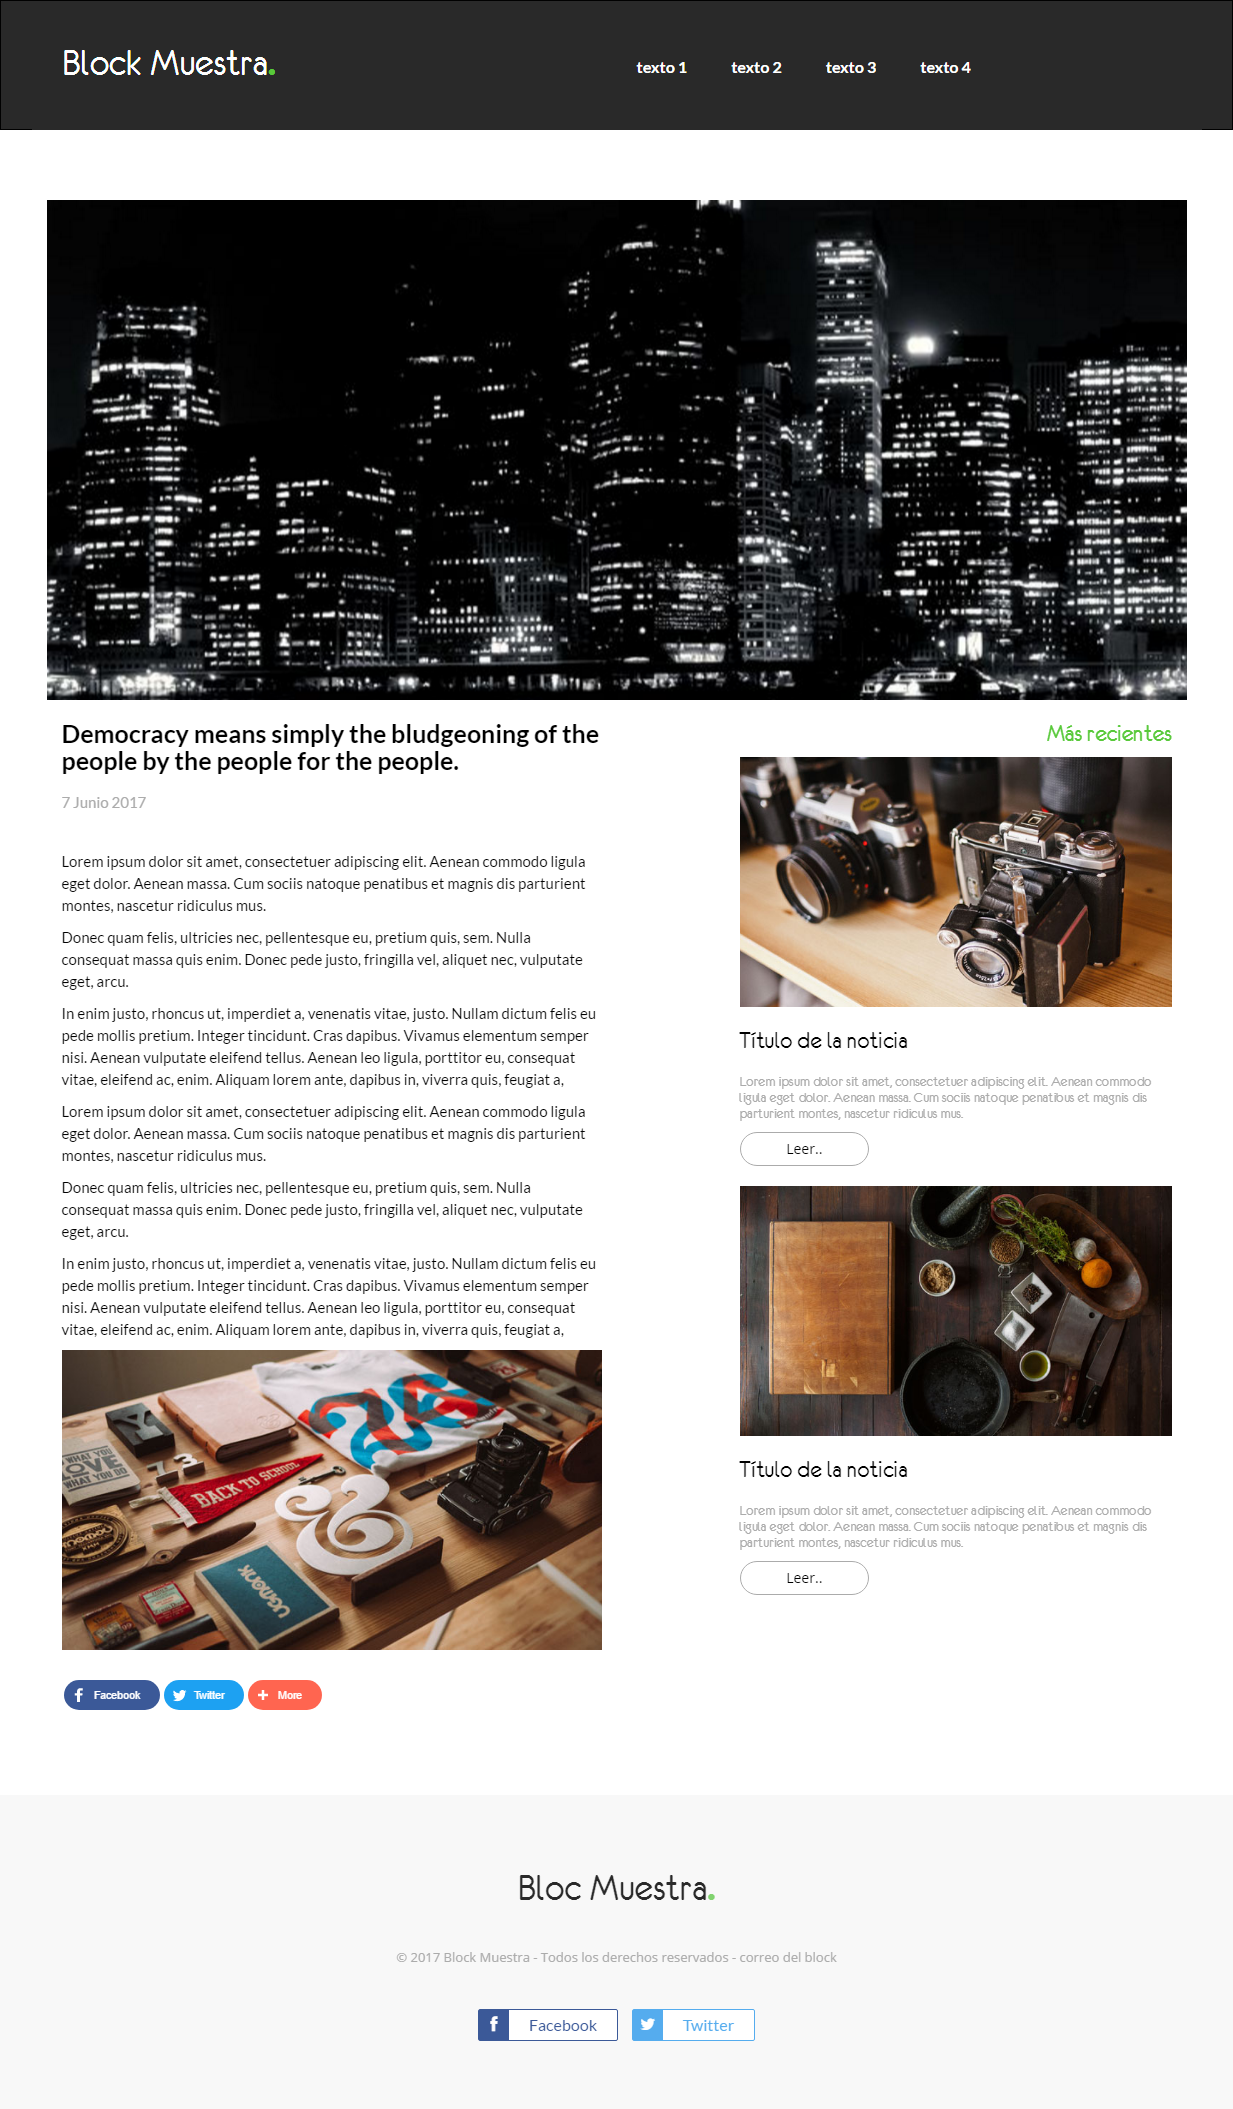 Block Muestra.
texto 1 texto 2 texto 3 texto 4
Democracy means simply the bludgeoning of the
people by the people for the people.
7 Junio 2017
Lorem ipsum dolor sit amet, consectetuer adipiscing elit. Aenean commodo ligula
eget dolor. Aenean massa. Cum sociis natoque penatibus et magnis dis parturient
montes, nascetur ridiculus mus.
Donec quam felis, ultricies nec, pellentesque eu, pretium quis, sem. Nulla
consequat massa quis enim. Donec pede justo, fringilla vel, aliquet nec, vulputate
eget, arcu.
In enim justo, rhoncus ut, imperdiet a, venenatis vitae, justo. Nullam dictum felis eu
pede mollis pretium. Integer tincidunt. Cras dapibus. Vivamus elementum semper
nisi. Aenean vulputate eleifend tellus. Aenean leo ligula, porttitor eu, consequat
vitae, eleifend ac, enim. Aliquam lorem ante, dapibus in, viverra quis, feugiat a,
Lorem ipsum dolor sit amet, consectetuer adipiscing elit. Aenean commodo ligula
eget dolor. Aenean massa. Cum sociis natoque penatibus et magnis dis parturient
montes, nascetur ridiculus mus.
Donec quam felis, ultricies nec, pellentesque eu, pretium quis, sem. Nulla
consequat massa quis enim. Donec pede justo, fringilla vel, aliquet nec, vulputate
eget, arcu.
In enim justo, rhoncus ut, imperdiet a, venenatis vitae, justo. Nullam dictum felis eu
pede mollis pretium. Integer tincidunt. Cras dapibus. Vivamus elementum semper
nisi. Aenean vulputate eleifend tellus. Aenean leo ligula, porttitor eu, consequat
vitae, eleifend ac, enim. Aliquam lorem ante, dapibus in, viverra quis, feugiat a,
WHAT YOU
LOVE
WHAT YOU DO
BACK TO SCHOOL
UGMONK
Facebook Twitter More
Más recientes
Título de la noticia
Lorem ipsum dolor sit amet, consectetuer adipiscing elit. Aenean commodo
ligula eget dolor. Aenean massa. Cum sociis natoque penatibus et magnis dis
parturient montes, nascetur ridiculus mus.
Leer..
Título de la noticia
Lorem ipsum dolor sit amet, consectetuer adipiscing elit. Aenean commodo
ligula eget dolor. Aenean massa. Cum sociis natoque penatibus et magnis dis
parturient montes, nascetur ridiculus mus.
Leer..
Bloc Muestra.
© 2017 Block Muestra - Todos los derechos reservados - correo del block
Facebook Twitter